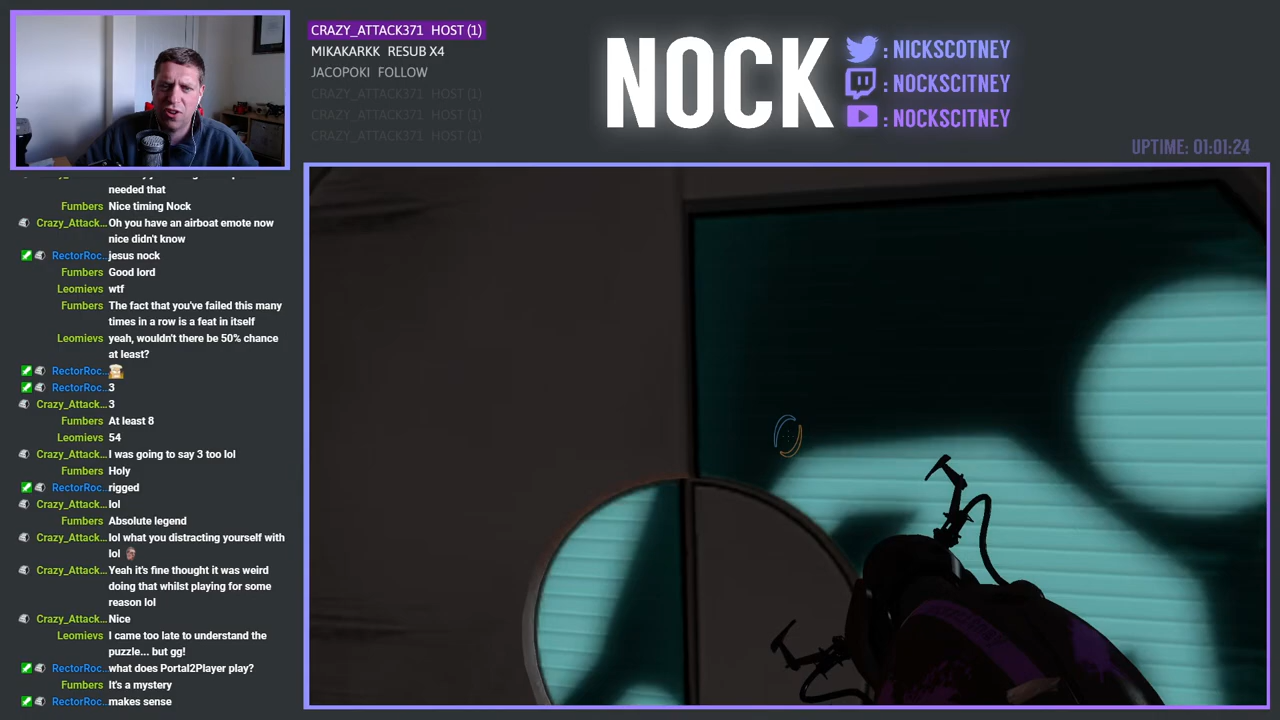 CRAZY_ATTACK371 HOST (1)
MIKAKARKK RESUB X4
JACOPOKI FOLLOW
CRAZY_ATTACK371 HOST (1)
CRAZY_ATTACK371 HOST (1)
CRAZY_ATTACK371 HOST (1)
NOCK
: NICKSCOTNEY
: NOCKSCITNEY
: NOCKSCITNEY
UPTIME: 01:01:24
needed that
Fumbers Nice timing Nock
Crazy_Attack... Oh you have an airboat emote now
nice didn't know
RectorRoc... jesus nock
Fumbers Good lord
Leomievs wtf
Fumbers The fact that you've failed this many
times in a row is a feat in itself
Leomievs yeah, wouldn't there be 50% chance
at least?
RectorRoc...
RectorRoc... 3
Crazy_Attack... 3
Fumbers At least 8
Leomievs 54
Crazy_Attack... I was going to say 3 too lol
Fumbers Holy
RectorRoc... rigged
Crazy_Attack... lol
Fumbers Absolute legend
Crazy_Attack... lol what you distracting yourself with
lol
Crazy_Attack... Yeah it's fine thought it was weird
doing that whilst playing for some
reason lol
Crazy_Attack... Nice
Leomievs I came too late to understand the
puzzle... but gg!
RectorRoc... what does Portal2Player play?
Fumbers It's a mystery
RectorRoc... makes sense